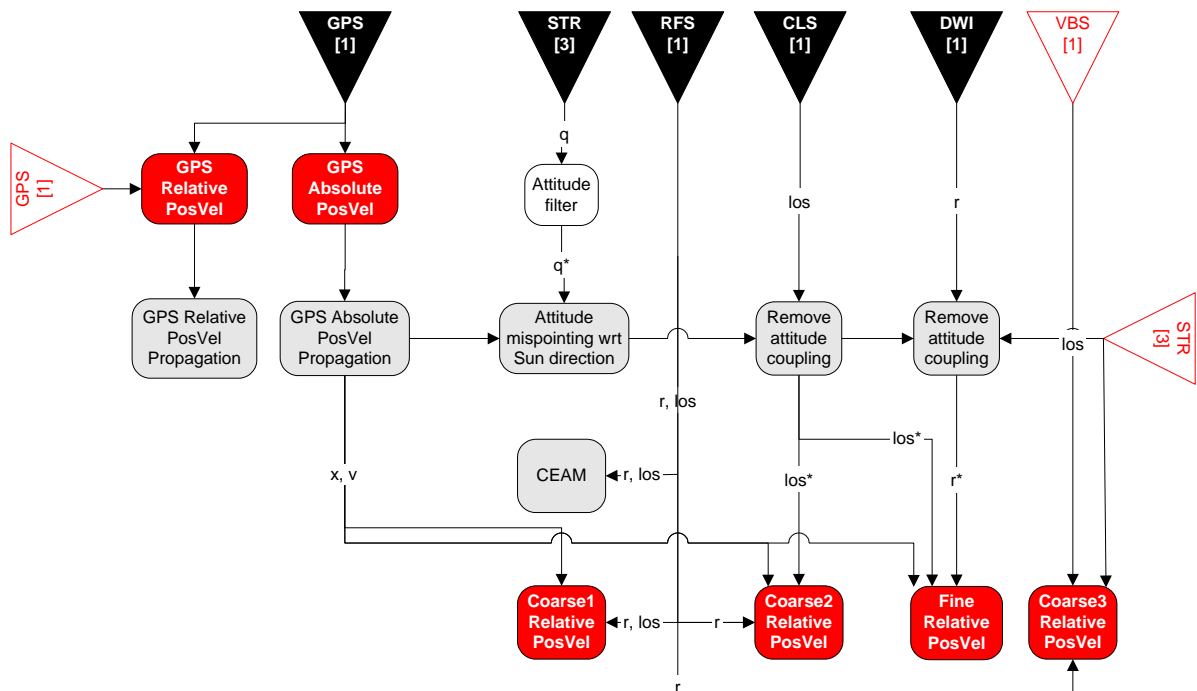 GPS
[1]
STR
[3]
RFS
[1]
CLS
[1]
DWI
[1]
VBS
[1]
q
GPS
[1]
GPS
Relative
PosVel
GPS
Absolute
PosVel
Attitude
filter
los
r
q*
GPS Relative
PosVel
Propagation
GPS Absolute
PosVel
Propagation
Attitude
mispointing wrt
Sun direction
Remove
attitude
coupling
Remove
attitude
coupling
los
STR
[3]
r, los
los*
x, v
CEAM
r, los
los*
r*
Coarse1
Relative
PosVel
r, los
r
Coarse2
Relative
PosVel
Fine
Relative
PosVel
Coarse3
Relative
PosVel
r